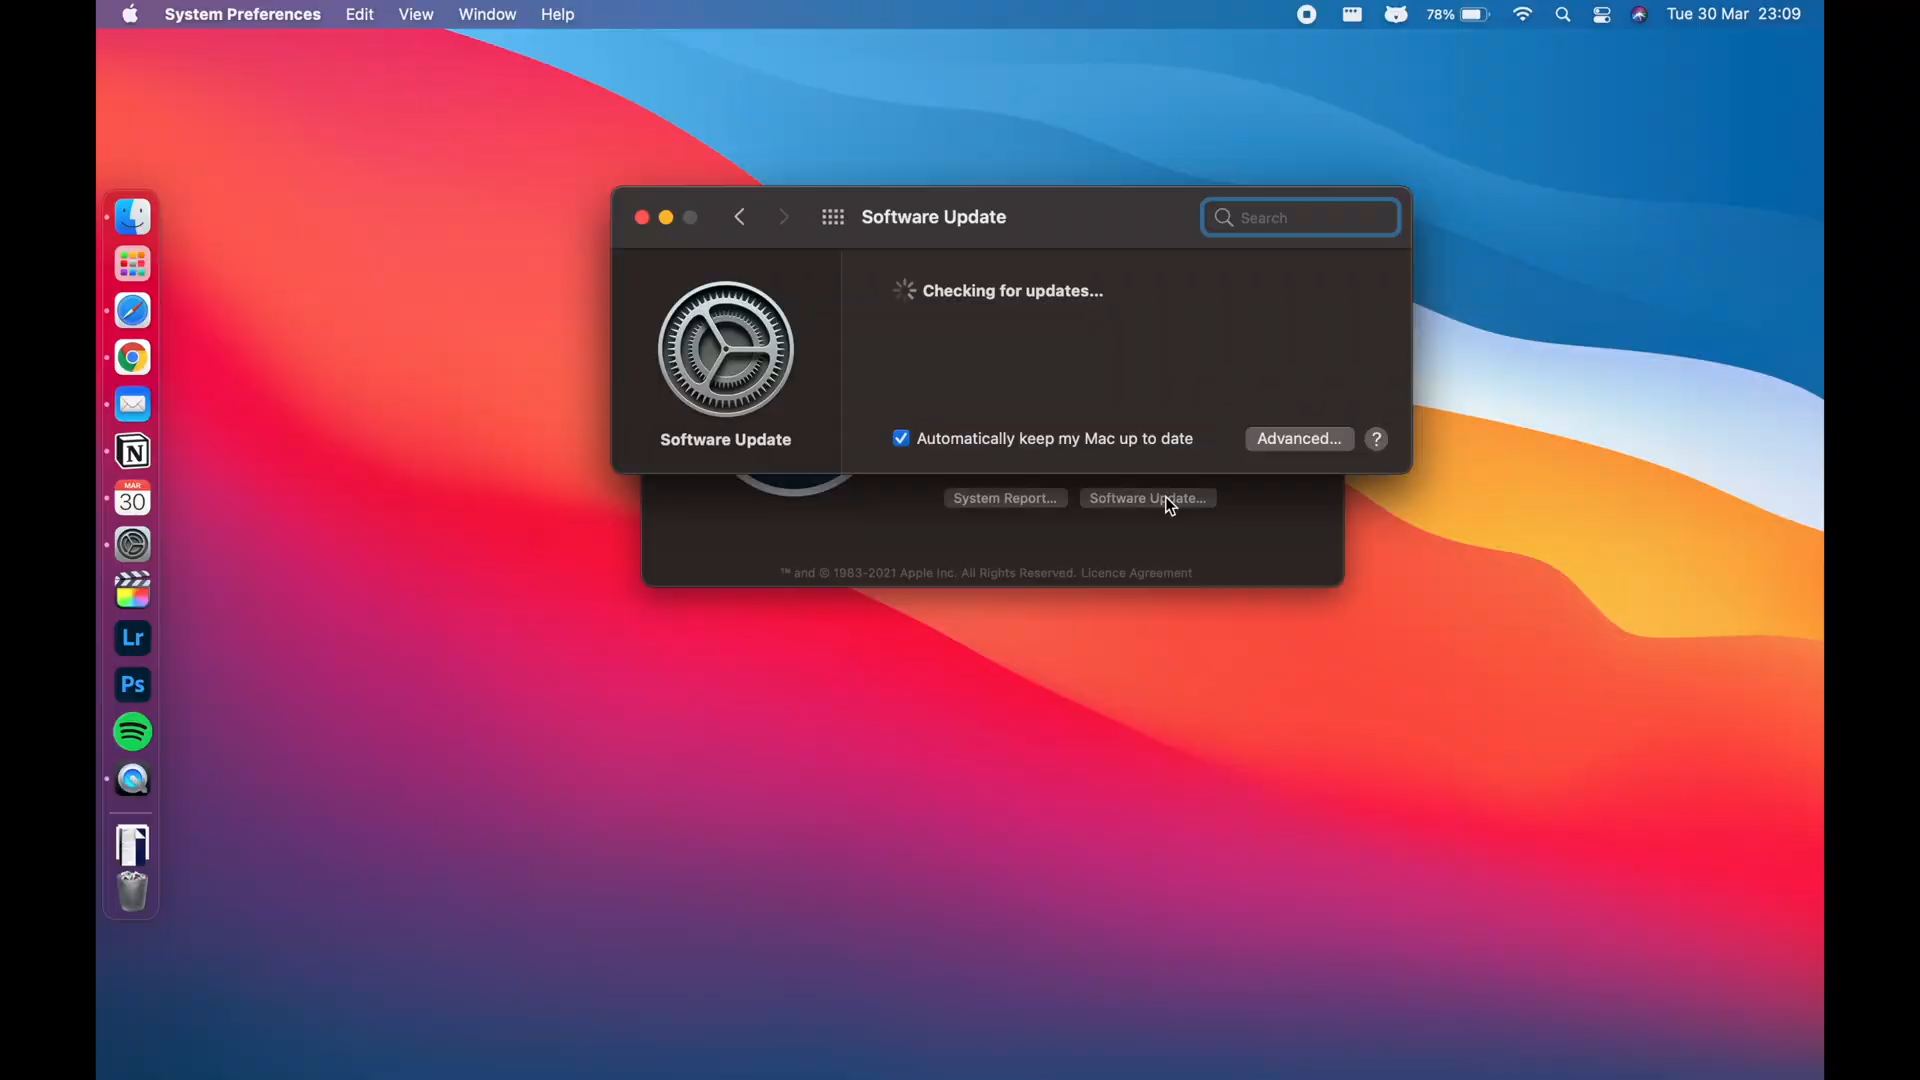 System Preferences Edit View Window Help 78% Tue 30 Mar 23:09
Software Update Search
Checking for updates...
Software Update
Automatically keep my Mac up to date Advanced... ?
System Report... Software Update...
™ and © 1983-2021 Apple Inc. All Rights Reserved. Licence Agreement
N
MAR
30
Lr
Ps